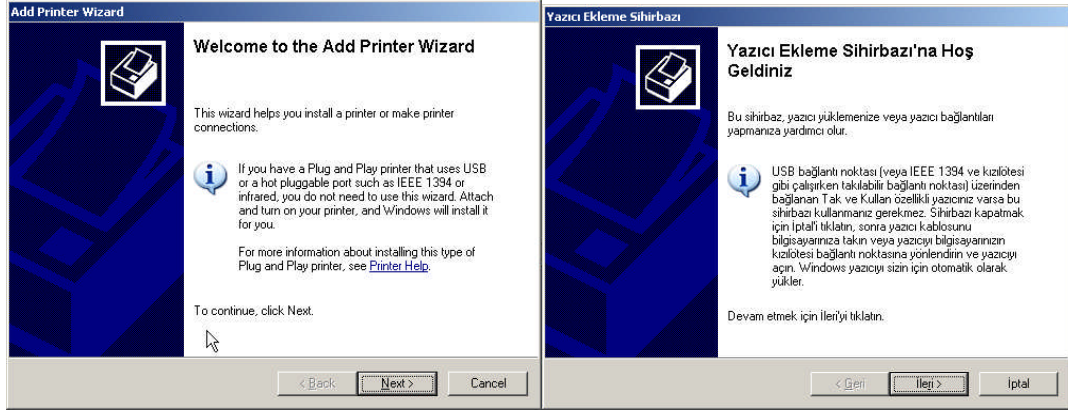 Add Printer Wizard
Welcome to the Add Printer Wizard
This wizard helps you install a printer or make printer
connections.
If you have a Plug and Play printer that uses USB
or a hot pluggable port such as IEEE 1394 or
infrared, you do not need to use this wizard. Attach
and turn on your printer, and Windows will install it
for you.
For more information about installing this type of
Plug and Play printer, see Printer Help.
To continue, click Next.
< Back
Next >
Cancel
Yazıcı Ekleme Sihirbazı
Yazıcı Ekleme Sihirbazı'na Hoş
Geldiniz
Bu sihirbaz, yazıcı yüklemenize veya yazıcı bağlantıları
yapmanıza yardımcı olur.
USB bağlantı noktası (veya IEEE 1394 ve kızılötesi
gibi çalışırken takılabilir bağlantı noktası) üzerinden
bağlanan Tak ve Kullan özellikli yazıcınız varsa bu
sihirbazı kullanmanız gerekmez. Sihirbazı kapatmak
için İptal'i tıklatın, sonra yazıcı kablosunu
bilgisayarınıza takın veya yazıcıyı bilgisayarınızın
kızılötesi bağlantı noktasına yönlendirin ve yazıcıyı
açın. Windows yazıcıyı sizin için otomatik olarak
yükler.
Devam etmek için İleri'yi tıklatın.
< Geri
İleri >
İptal